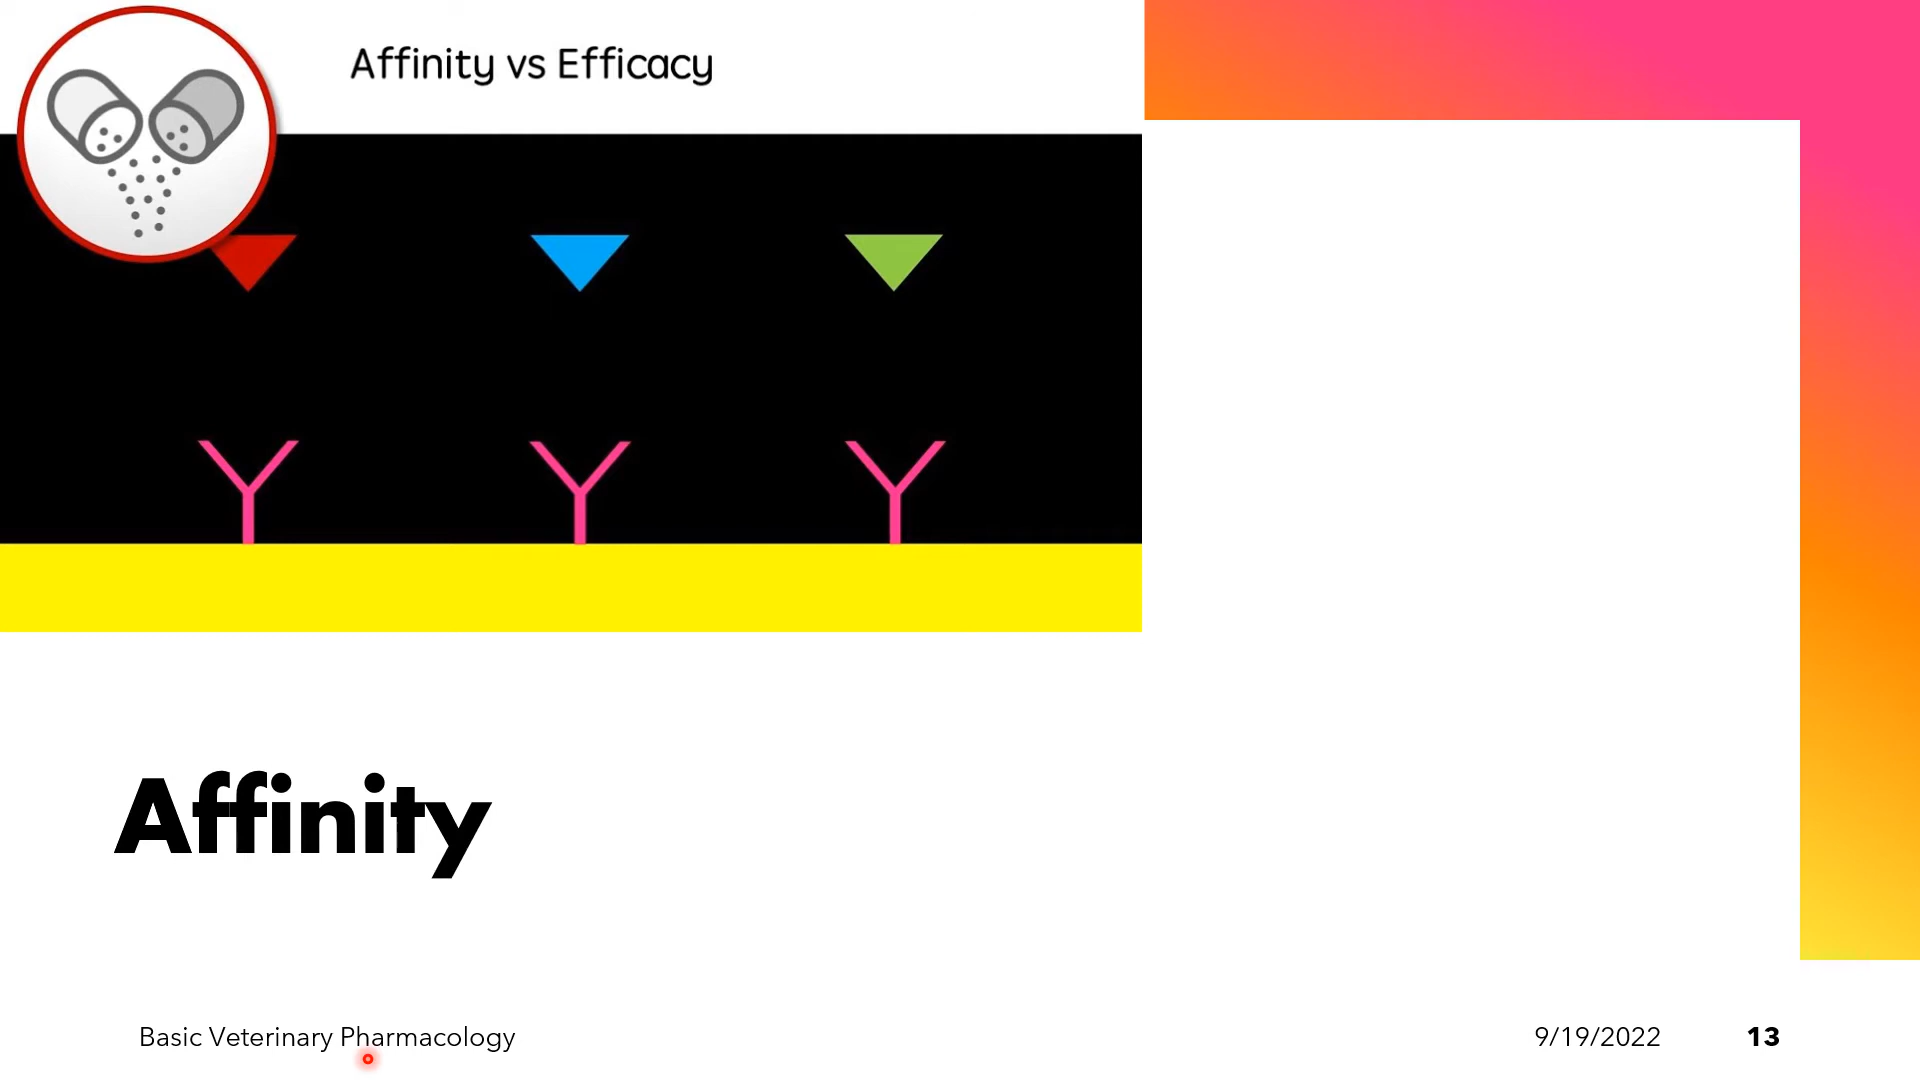 Affinity vs Efficacy
Affinity
Basic Veterinary Pharmacology
9/19/2022
13